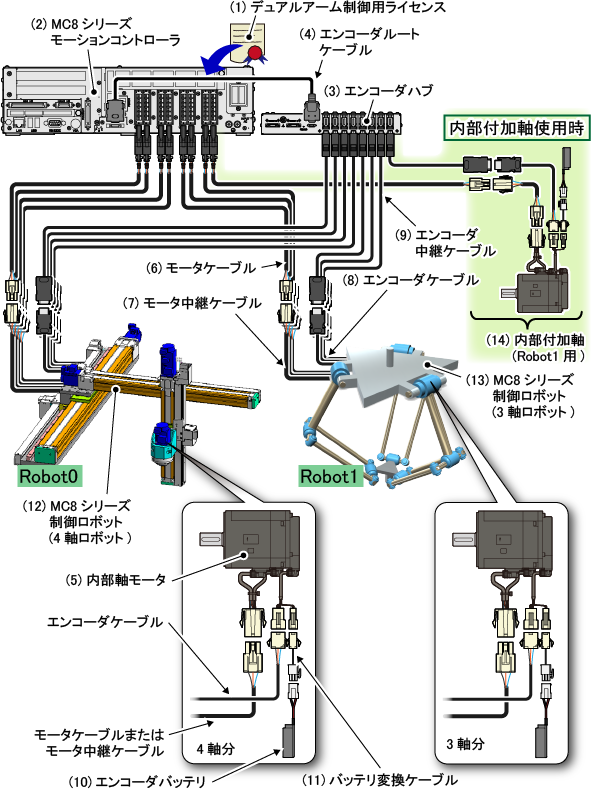 (1) デュアルアーム制御用ライセンス
(2) MC8 シリーズ
モーションコントローラ
(4) エンコーダルート
ケーブル
(3) エンコーダハブ
内部付加軸使用時
(9) エンコーダ
中継ケーブル
(6) モータケーブル
(8) エンコーダケーブル
(7) モータ中継ケーブル
(14) 内部付加軸
(Robot1 用)
(13) MC8 シリーズ
制御ロボット
(3 軸ロボット)
Robot0
Robot1
(12) MC8 シリーズ
制御ロボット
(4 軸ロボット)
(5) 内部軸モータ
エンコーダケーブル
モータケーブルまたは
モータ中継ケーブル
4 軸分
3 軸分
(10) エンコーダバッテリ
(11) バッテリ変換ケーブル